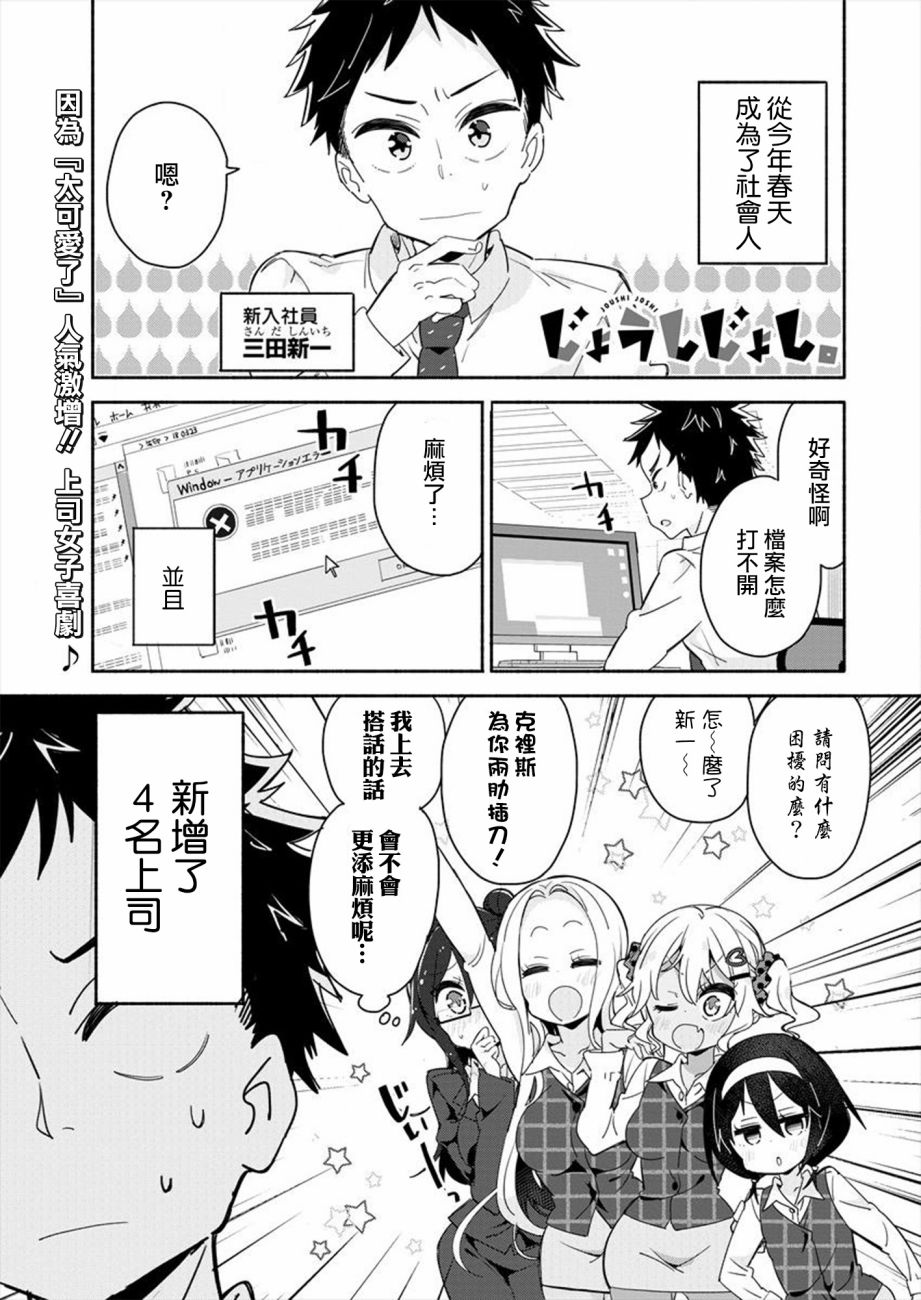 因為『太可愛了』人氣激增!! 上司女子喜劇♪
從今年春天
成為了社會人
嗯?
JOUSHI JOSHI
じょうしじょし。
新入社員
さんだしんいち
三田新一
好奇怪啊
檔案怎麼
打不開
麻煩了…
カチ
カチ
ホーム
180323
Window ー アプリケーションエラー
並且
請問有什麼
困擾的麼?
怎～麼了
新一～
克裡斯
為你兩肋插刀!
我上去
搭話的話
會不會
更添麻煩呢…
じぃー
新增了
4名上司